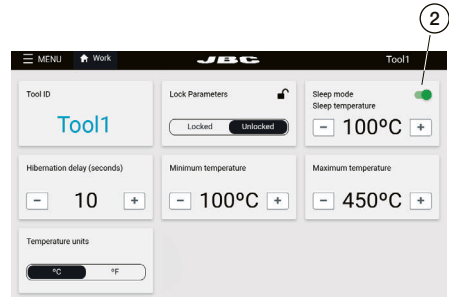 2
MENU Work JBC Tool1
Tool ID
Tool1
Lock Parameters
Locked Unlocked
Sleep mode
Sleep temperature
- 100ºC +
Hibernation delay (seconds)
- 10 +
Minimum temperature
- 100ºC +
Maximum temperature
- 450ºC +
Temperature units
ºC ºF